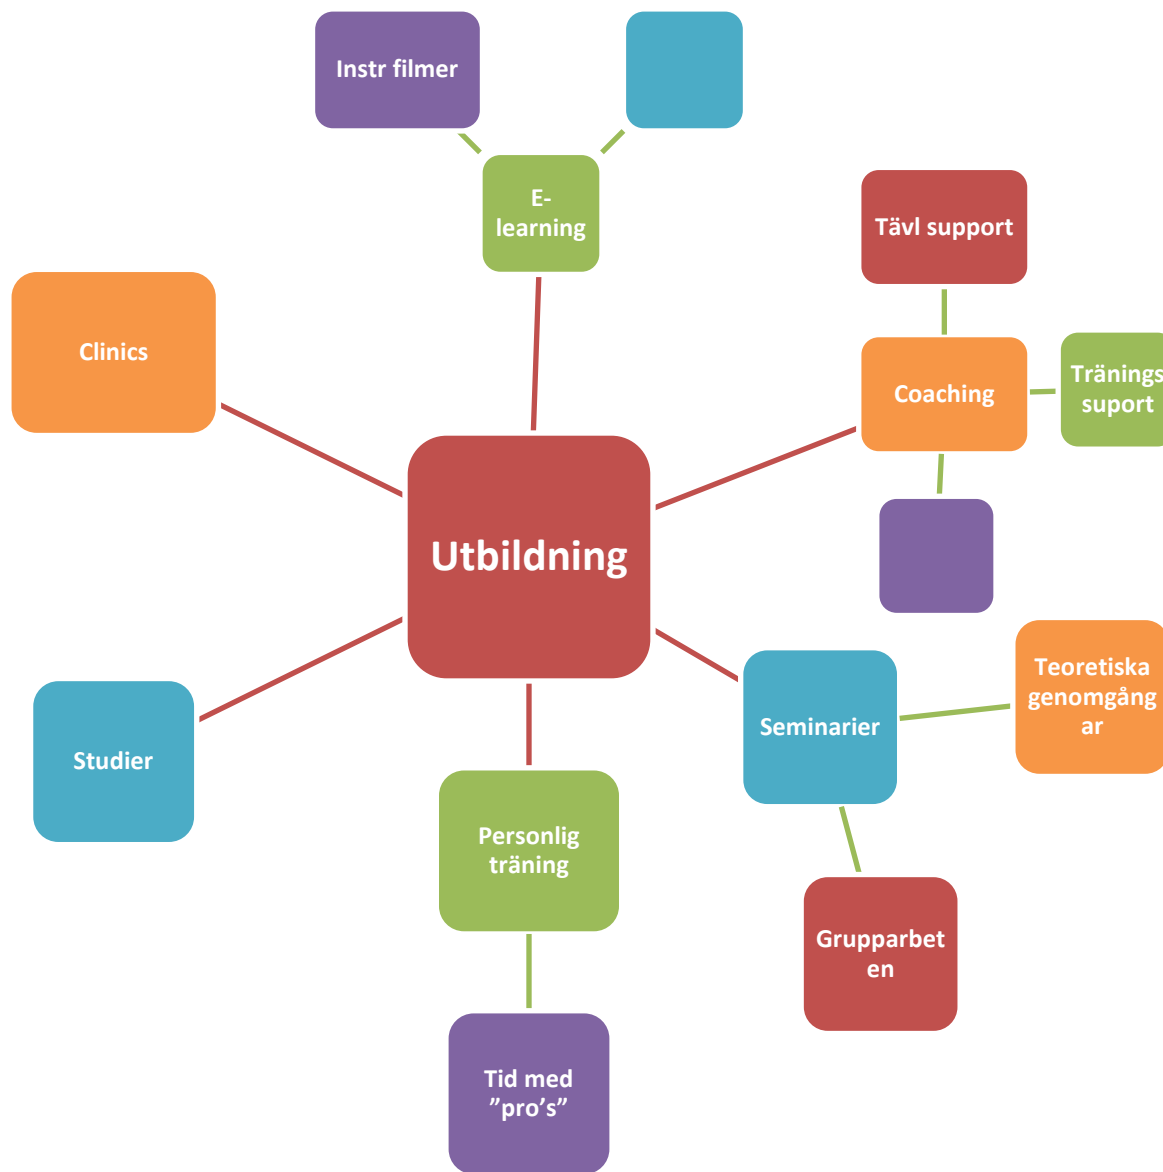 Instr filmer
E-
learning
Tävl support
Clinics
Coaching
Tränings
suport
Utbildning
Teoretiska
genomgång
ar
Seminarier
Studier
Personlig
träning
Grupparbet
en
Tid med
”pro’s”